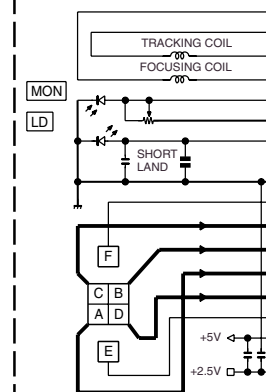 TRACKING COIL
FOCUSING COIL
MON
LD
SHORT
LAND
F
C B
A D
E
+5V
+2.5V